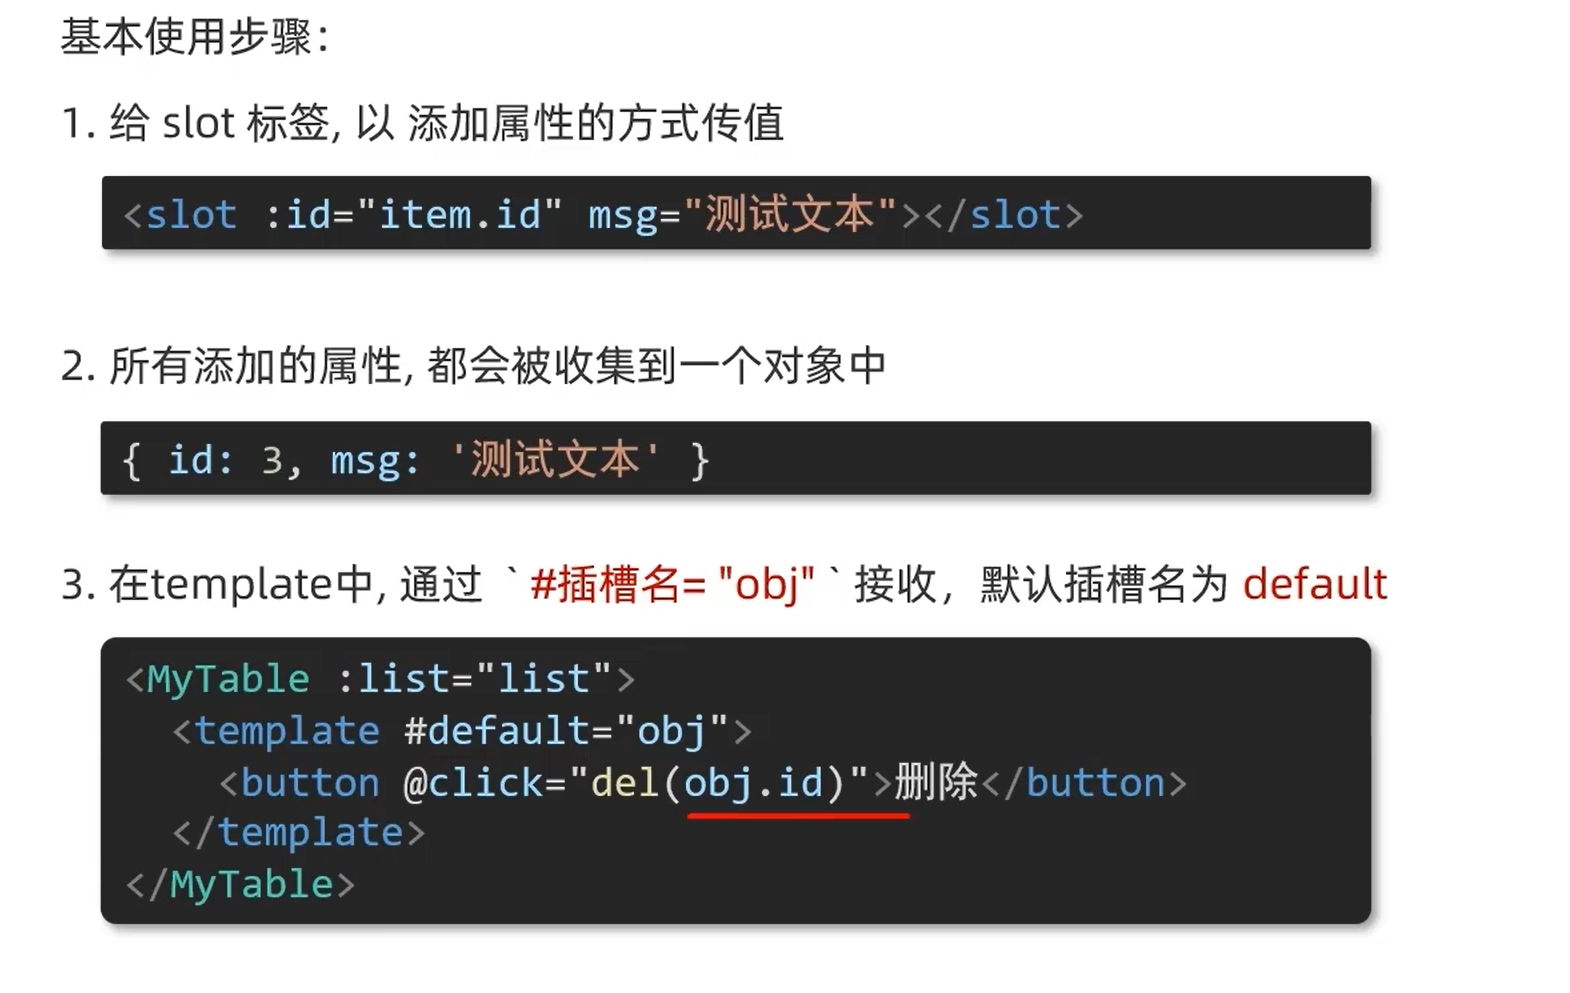 基本使用步骤：
1. 给 slot 标签, 以 添加属性的方式传值
<slot :id="item.id" msg="测试文本"></slot>
2. 所有添加的属性, 都会被收集到一个对象中
{ id: 3, msg: '测试文本' }
3. 在template中, 通过 `#插槽名= "obj"` 接收，默认插槽名为 default
<MyTable :list="list">
  <template #default="obj">
    <button @click="del(obj.id)">删除</button>
  </template>
</MyTable>